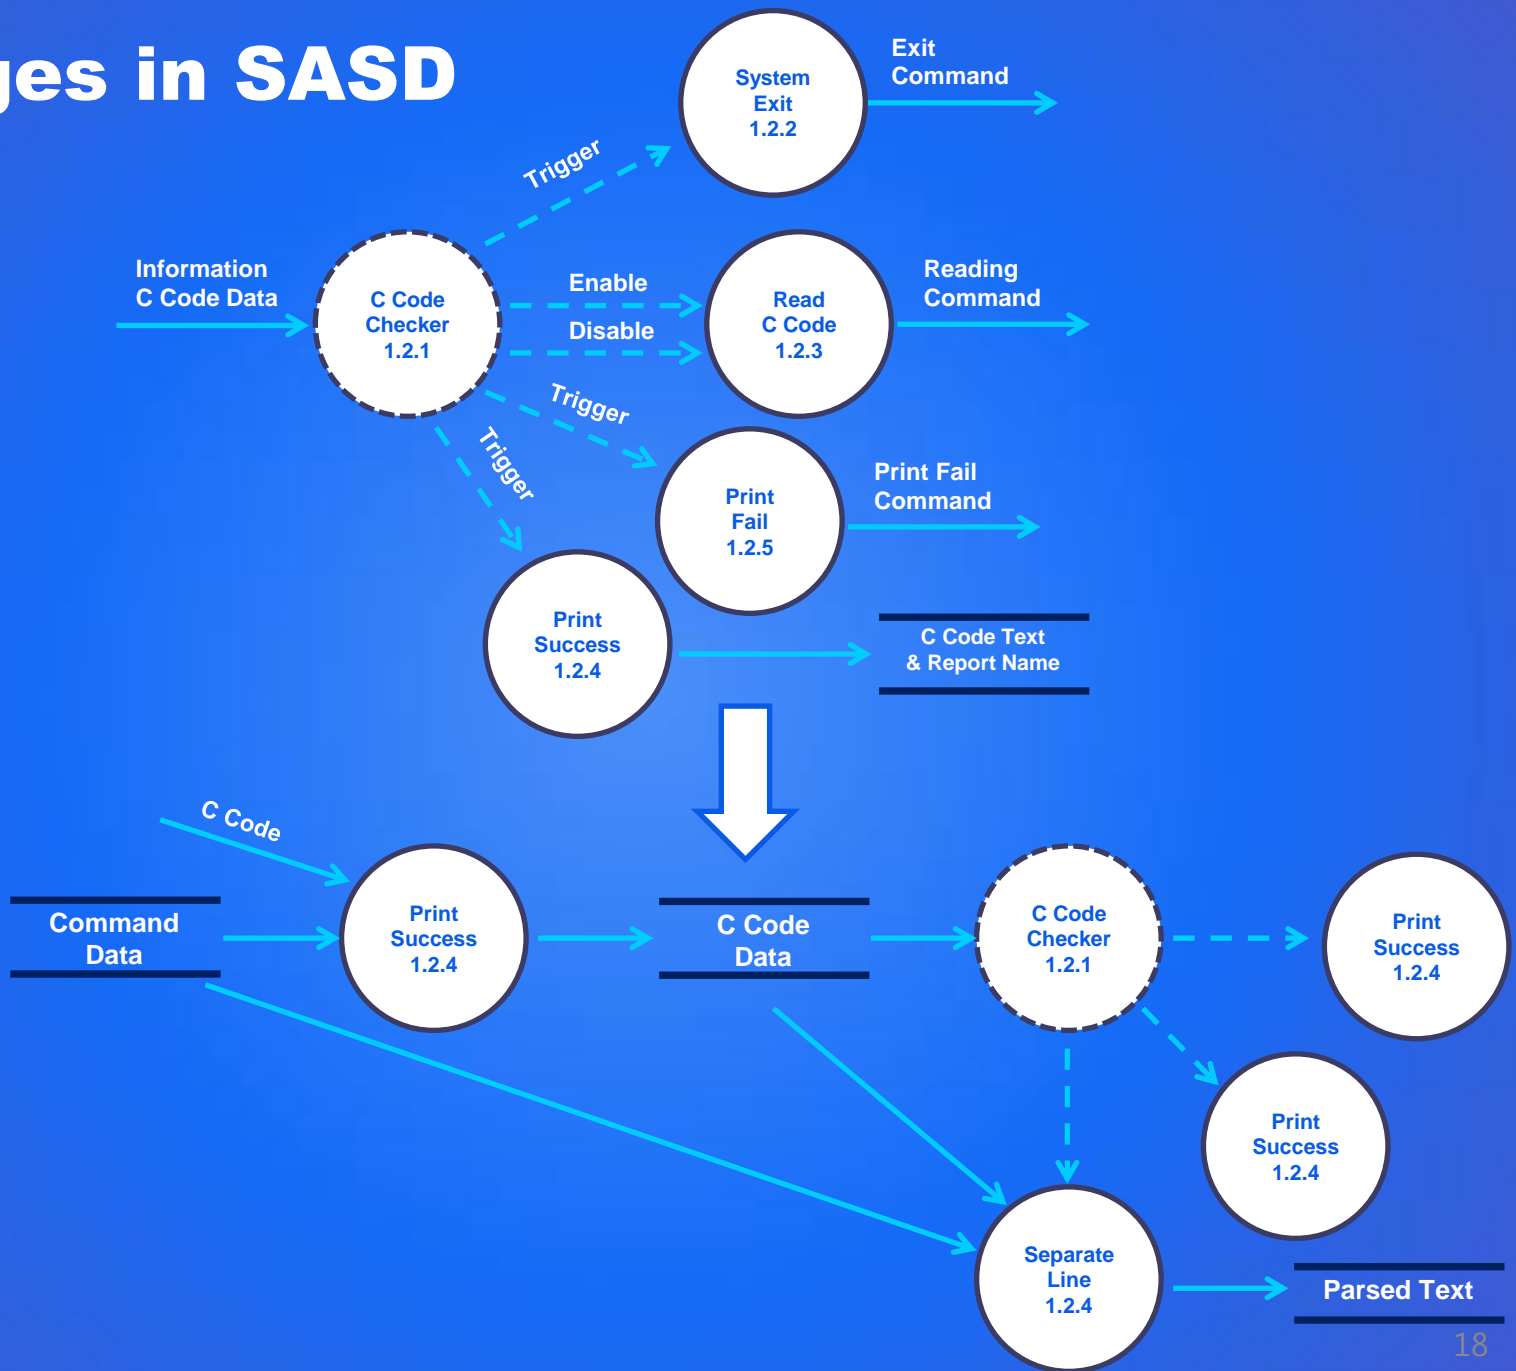 ges in SASD
System
Exit
1.2.2
Exit
Command
Trigger
Information
C Code Data
C Code
Checker
1.2.1
Enable
Disable
Read
C Code
1.2.3
Reading
Command
Trigger
Trigger
Print
Fail
1.2.5
Print Fail
Command
Print
Success
1.2.4
C Code Text
& Report Name
C Code
Command
Data
Print
Success
1.2.4
C Code
Data
C Code
Checker
1.2.1
Print
Success
1.2.4
Print
Success
1.2.4
Separate
Line
1.2.4
Parsed Text
18